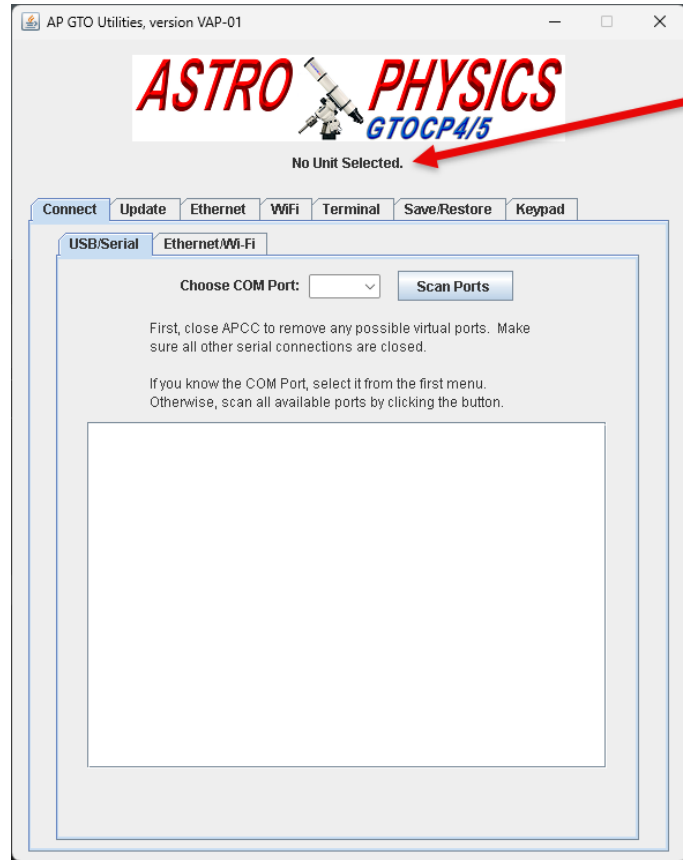 AP GTO Utilities, version VAP-01
ASTRO PHYSICS
GTOCP4/5
No Unit Selected.
Connect Update Ethernet WiFi Terminal Save/Restore Keypad
USB/Serial Ethernet/Wi-Fi
Choose COM Port: Scan Ports
First, close APCC to remove any possible virtual ports. Make
sure all other serial connections are closed.
If you know the COM Port, select it from the first menu.
Otherwise, scan all available ports by clicking the button.